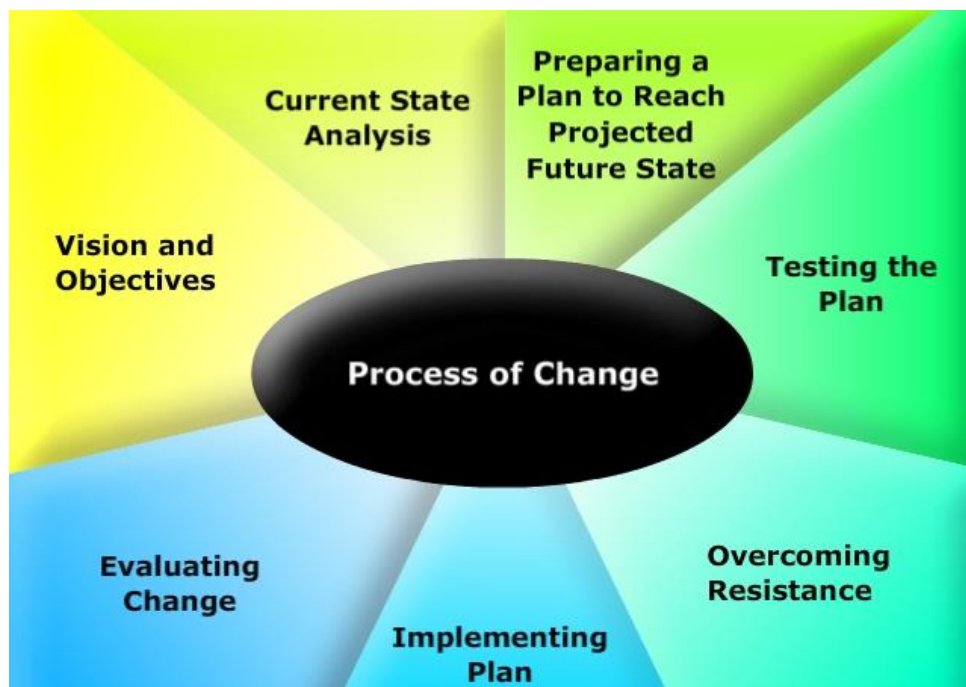 Vision and
Objectives
Current State
Analysis
Preparing a
Plan to Reach
Projected
Future State
Testing the
Plan
Overcoming
Resistance
Implementing
Plan
Evaluating
Change
Process of Change